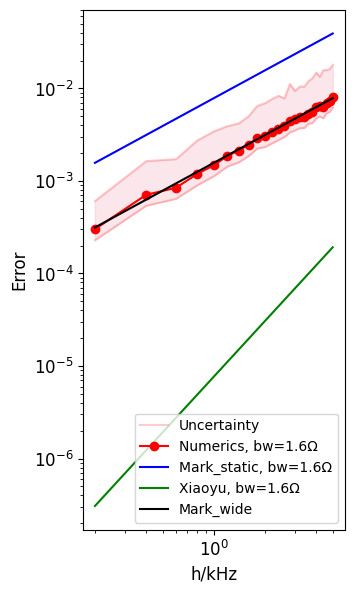 10⁻²
10⁻³
10⁻⁴
10⁻⁵
10⁻⁶
Error
Uncertainty
Numerics, bw=1.6Ω
Mark_static, bw=1.6Ω
Xiaoyu, bw=1.6Ω
Mark_wide
10⁰
h/kHz